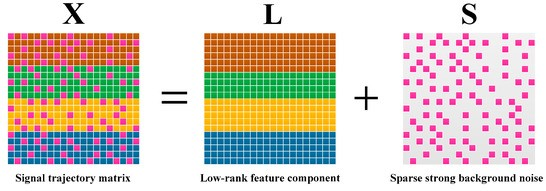 X L S
= +
Signal trajectory matrix Low-rank feature component Sparse strong background noise